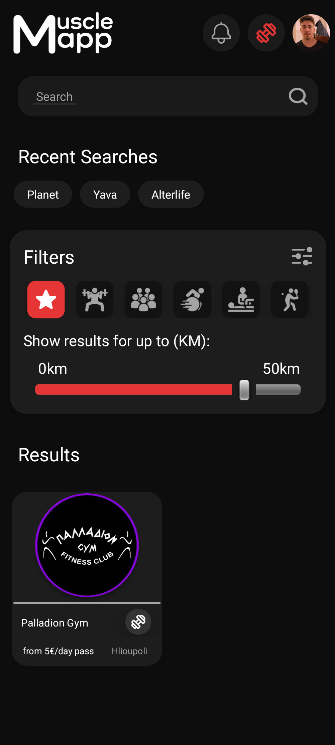 Muscle
Mapp
Search
Recent Searches
Planet
Yava
Alterlife
Filters
Show results for up to (KM):
0km
50km
Results
ΠΑΛΛΑΔΙΟΝ
GYM
FITNESS CLUB
Palladion Gym
from 5€/day pass
Hlioupoli